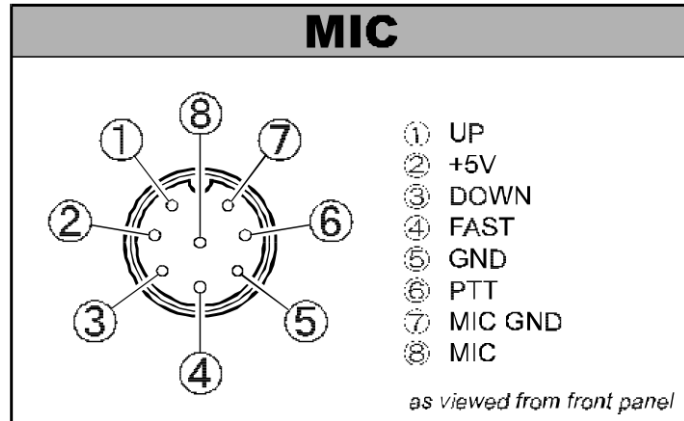 MIC
⑧
① ⑦
② ⑥
③ ⑤
④
① UP
② +5V
③ DOWN
④ FAST
⑤ GND
⑥ PTT
⑦ MIC GND
⑧ MIC
as viewed from front panel